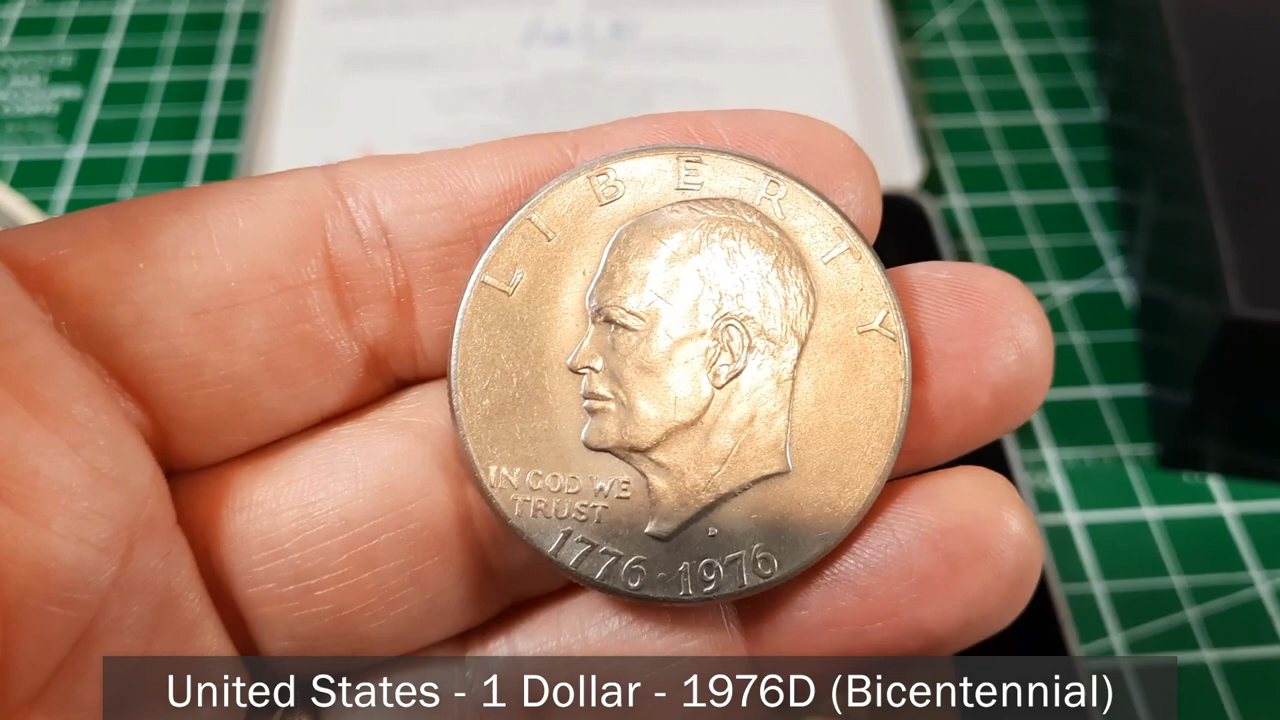 LIBERTY
IN GOD WE
TRUST
D
1776·1976
United States - 1 Dollar - 1976D (Bicentennial)